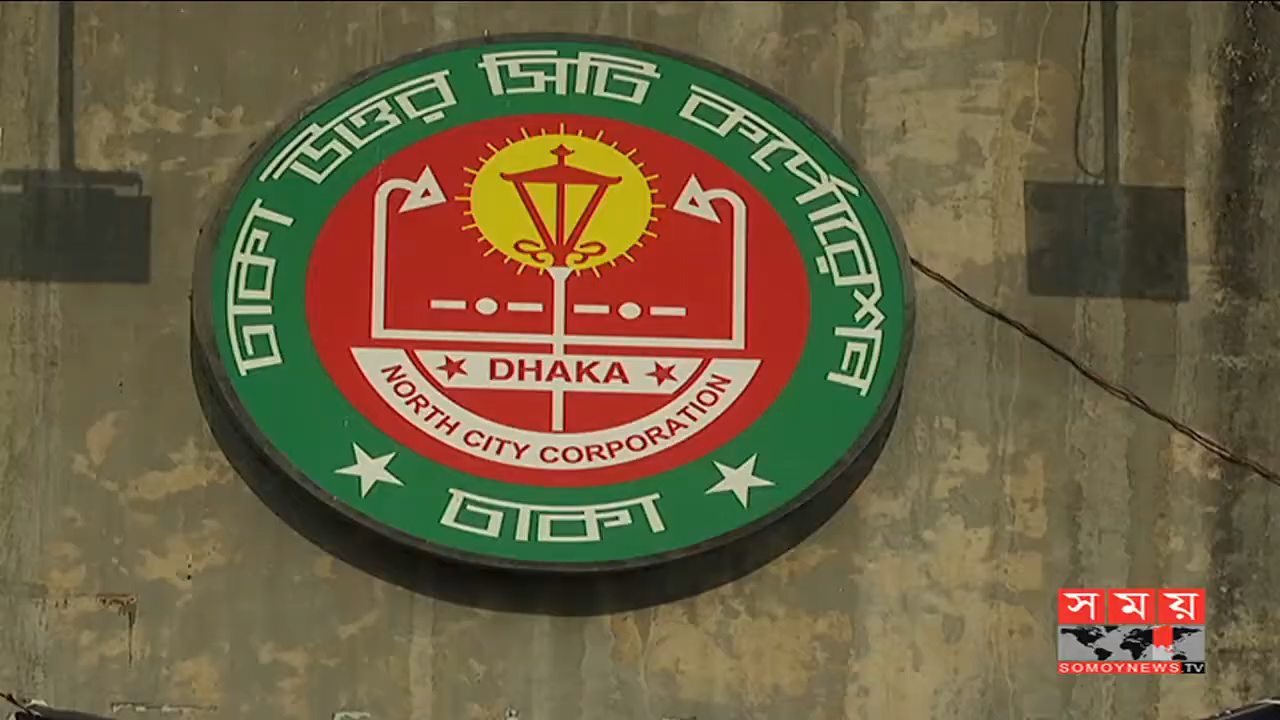 ঢাকা উত্তর সিটি কর্পোরেশন
DHAKA
NORTH CITY CORPORATION
ঢাকা
সময়
SOMOYNEWS.TV